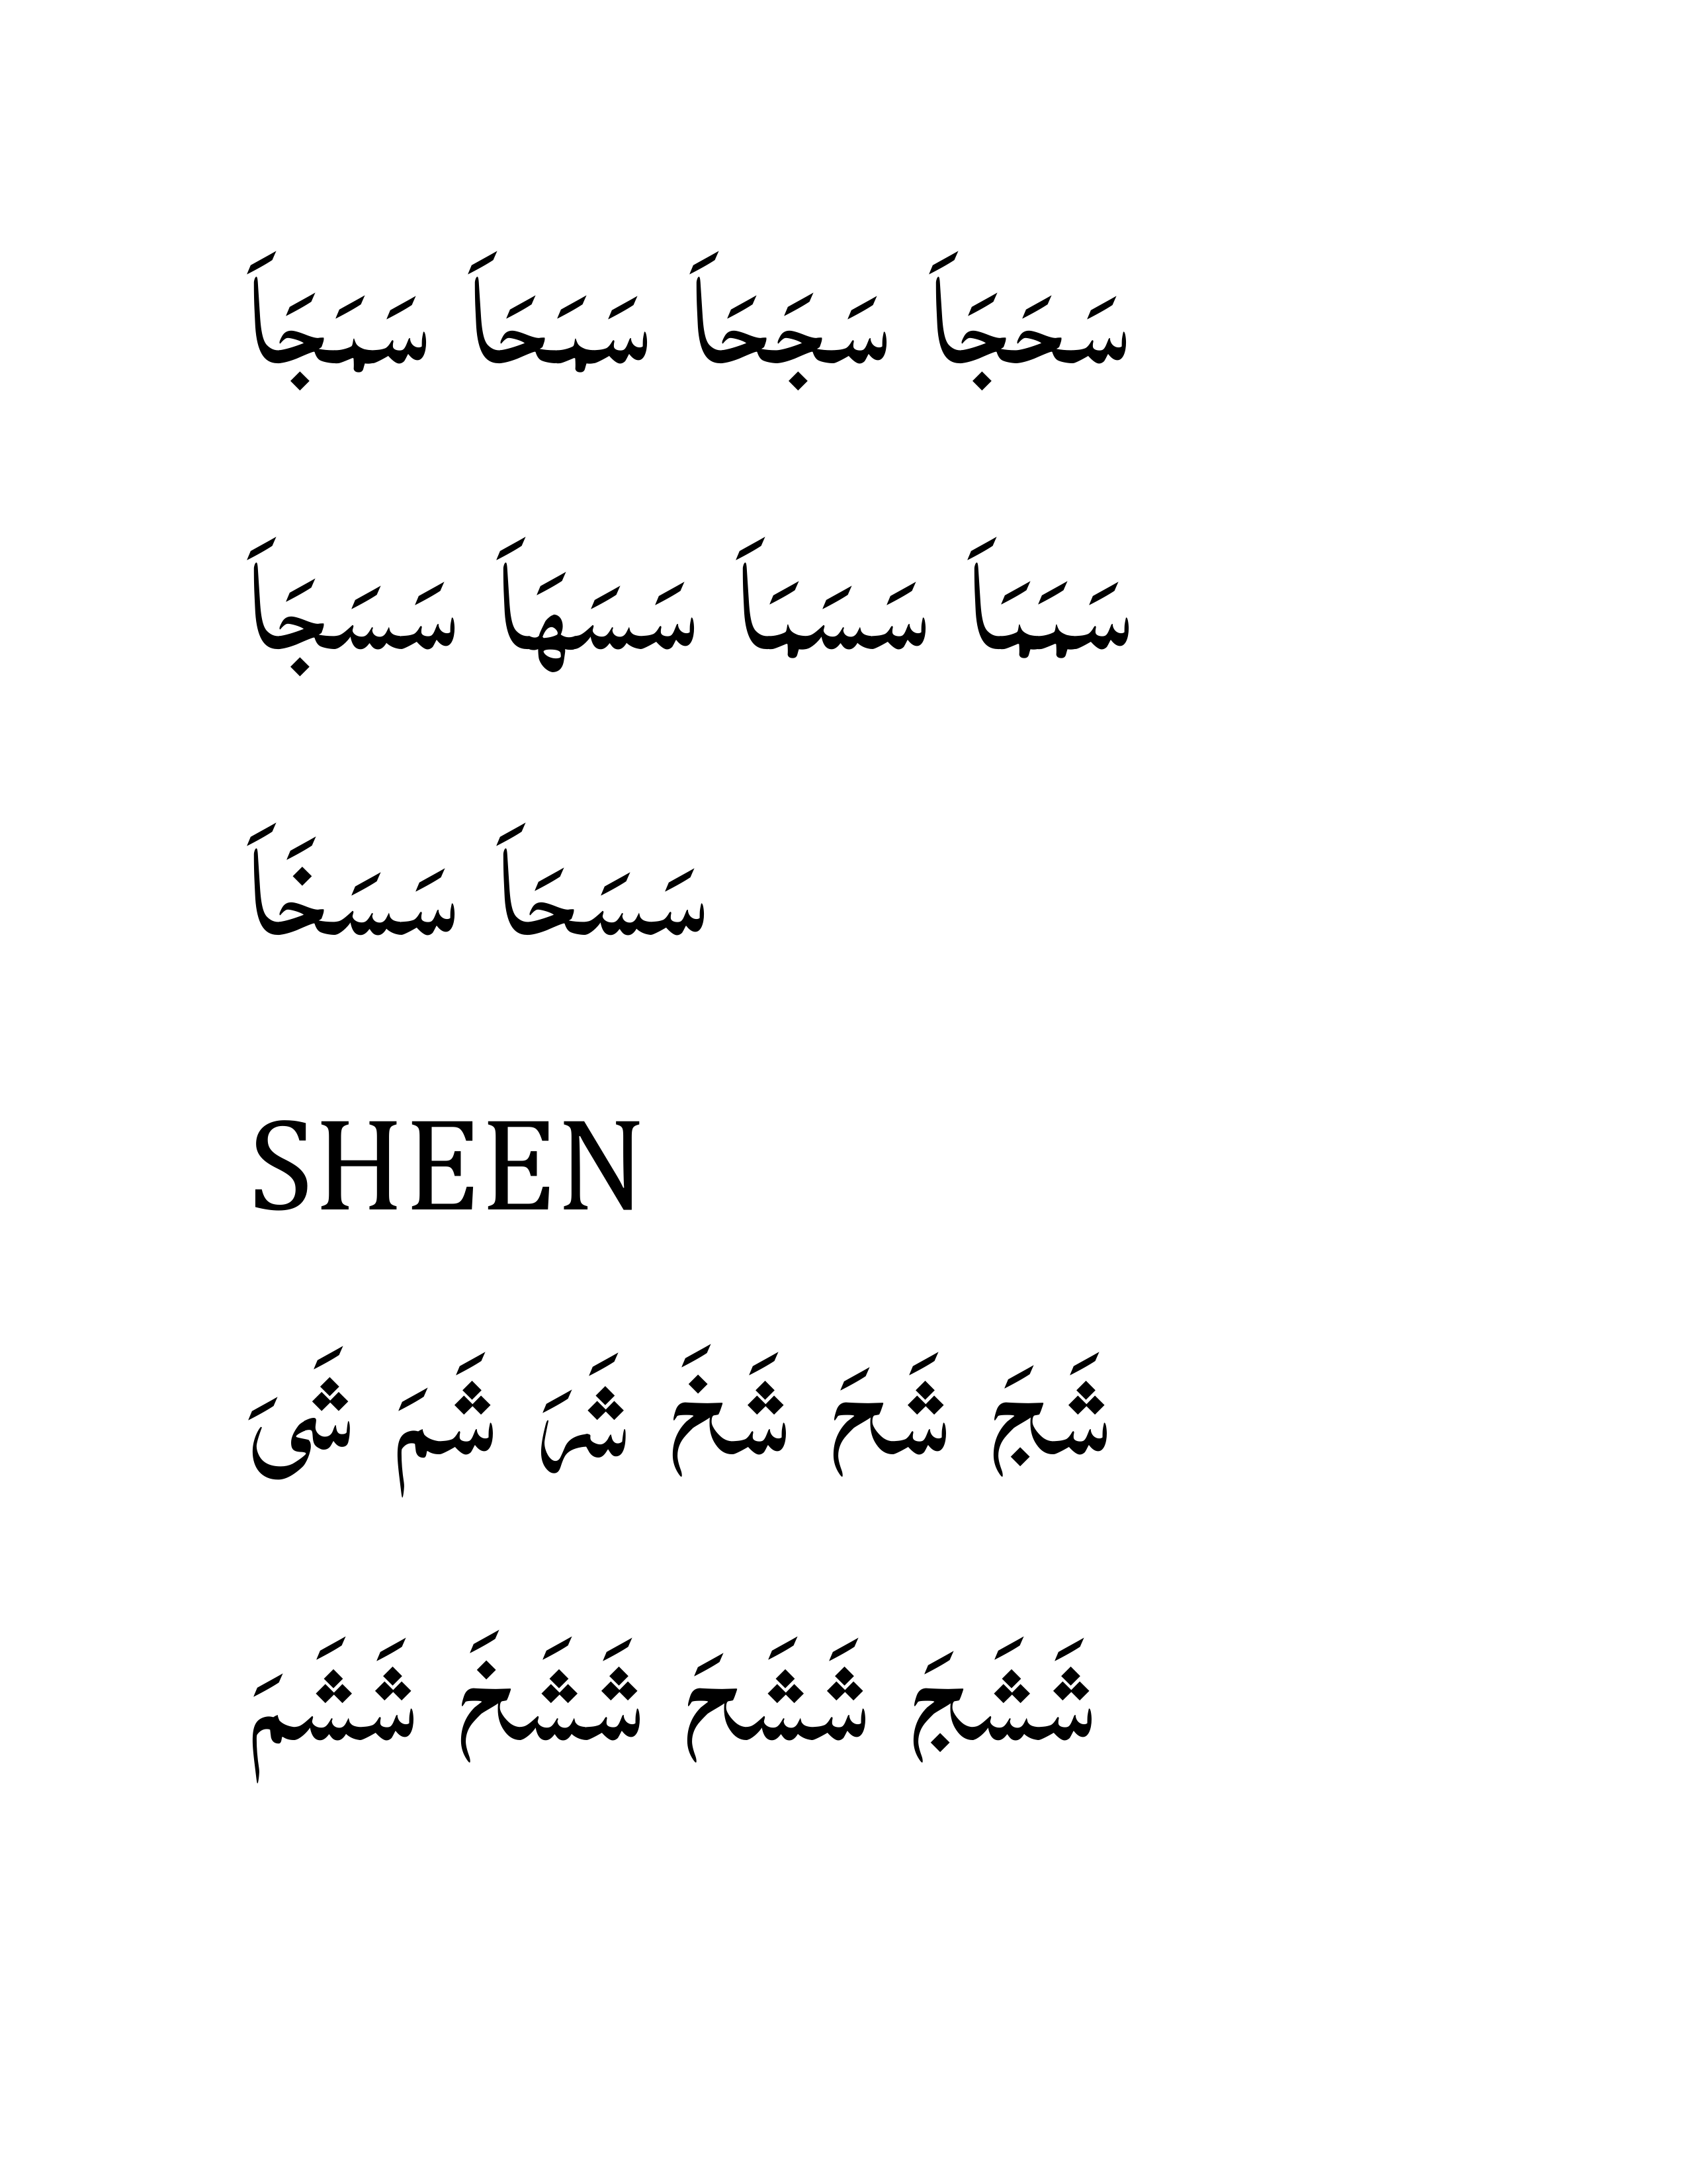 سَحَجَاَ سَجَحَاَ سَمَحَاَ سَمَجَاَ
سَمَمَاَ سَسَمَاَ سَسَهَاَ سَسَجَاَ
سَسَحَاَ سَسَخَاَ
SHEEN
شَجَ شَحَ شَخَ شَرَ شَمَ شَىَ
شَشَجَ شَشَحَ شَشَخَ شَشَمَ